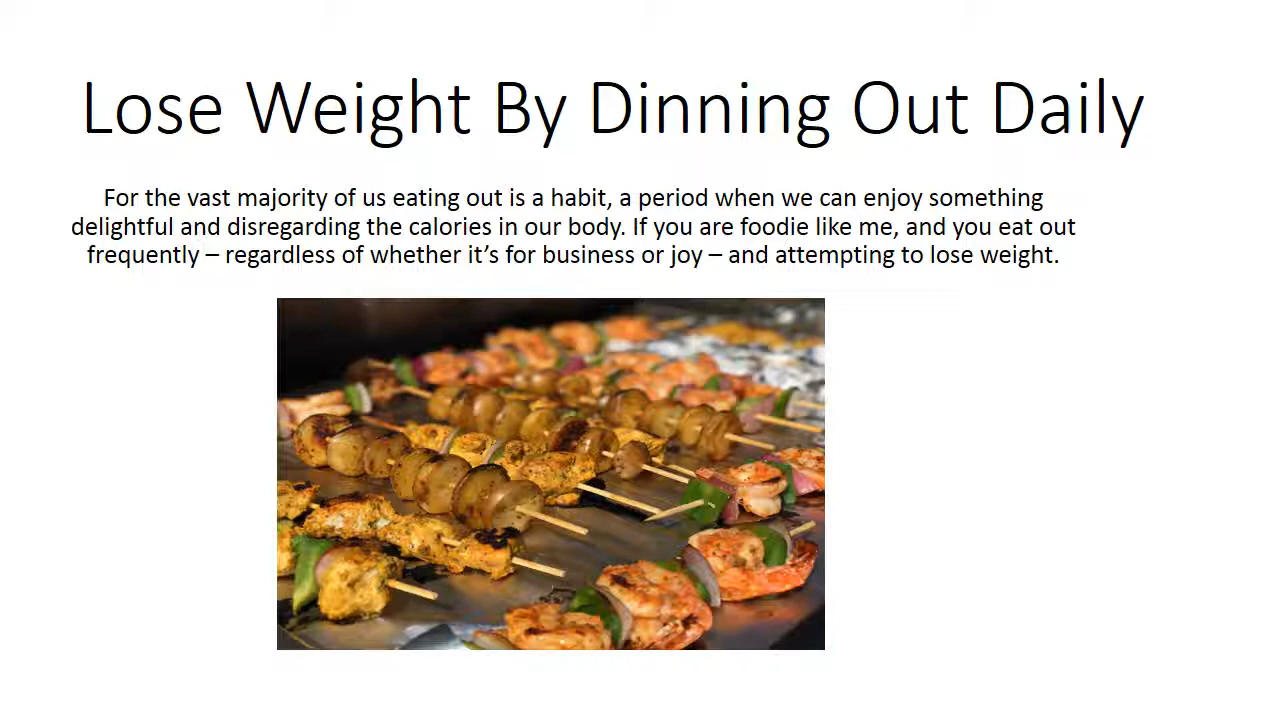 Lose Weight By Dinning Out Daily
For the vast majority of us eating out is a habit, a period when we can enjoy something
delightful and disregarding the calories in our body. If you are foodie like me, and you eat out
frequently – regardless of whether it’s for business or joy – and attempting to lose weight.